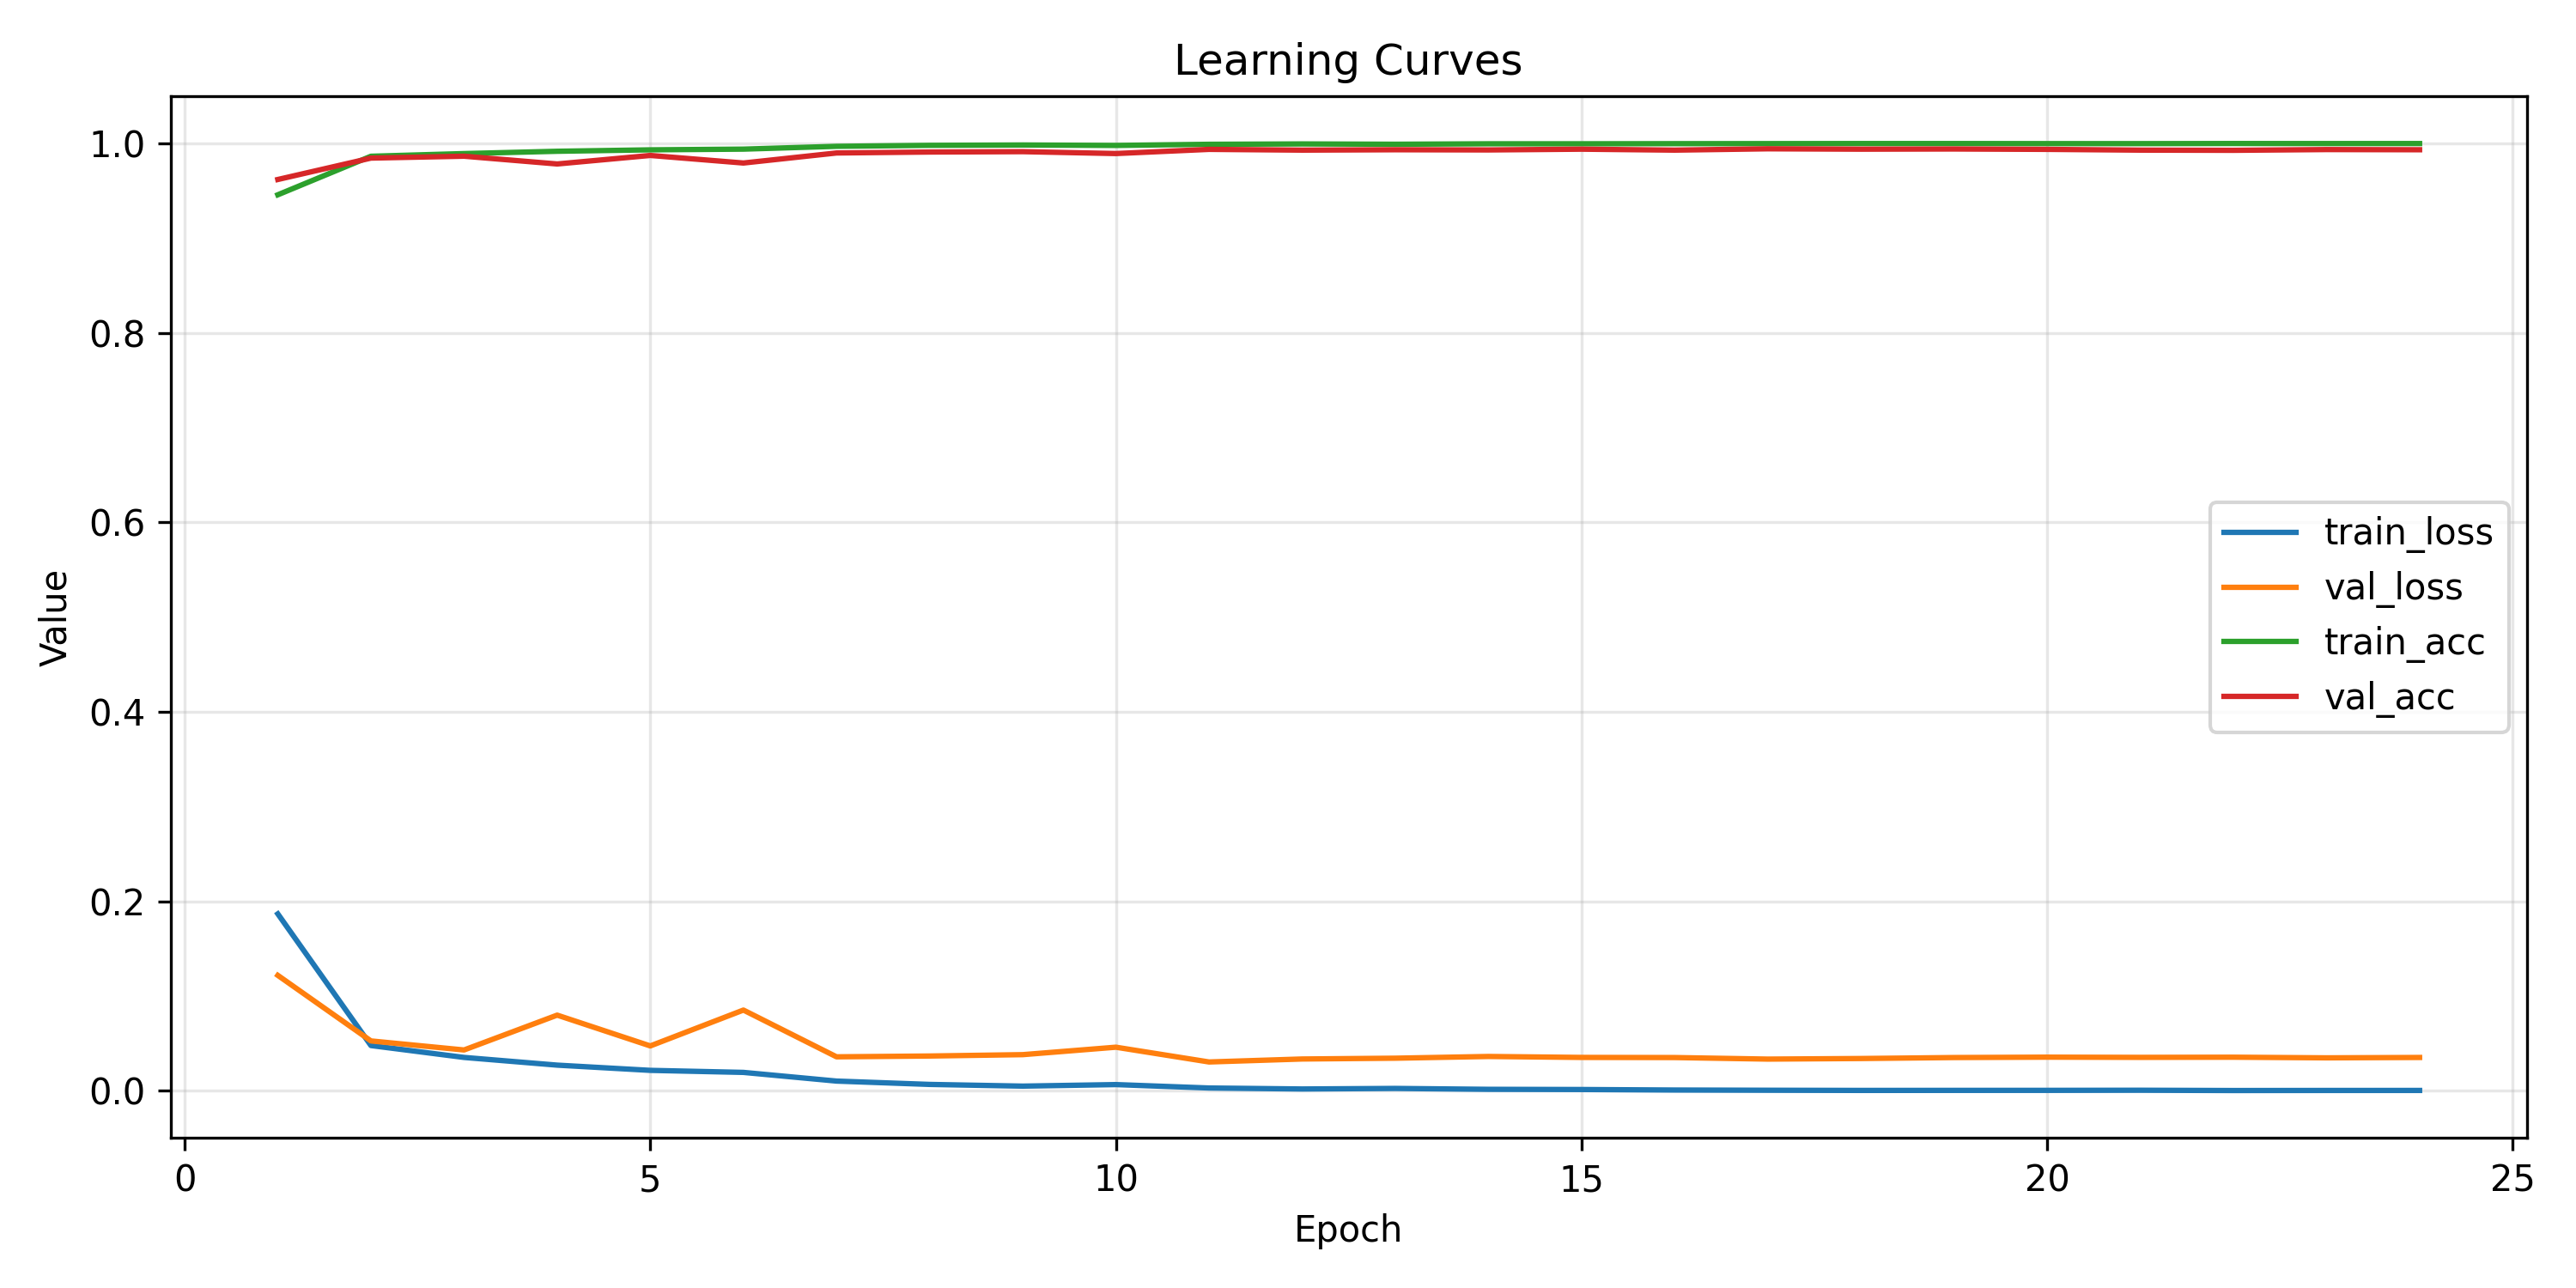 Learning Curves
1.0
0.8
0.6
0.4
0.2
0.0
Value
train_loss
val_loss
train_acc
val_acc
0 5 10 15 20 25
Epoch